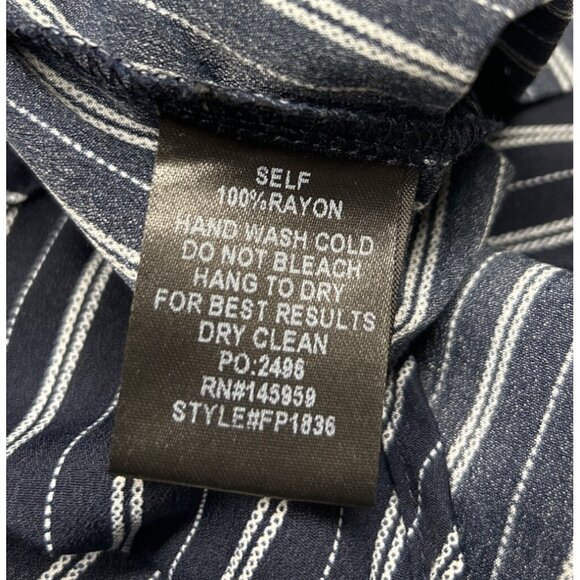 SELF
100%RAYON
HAND WASH COLD
DO NOT BLEACH
HANG TO DRY
FOR BEST RESULTS
DRY CLEAN
PO:2496
RN#145959
STYLE#FP1836